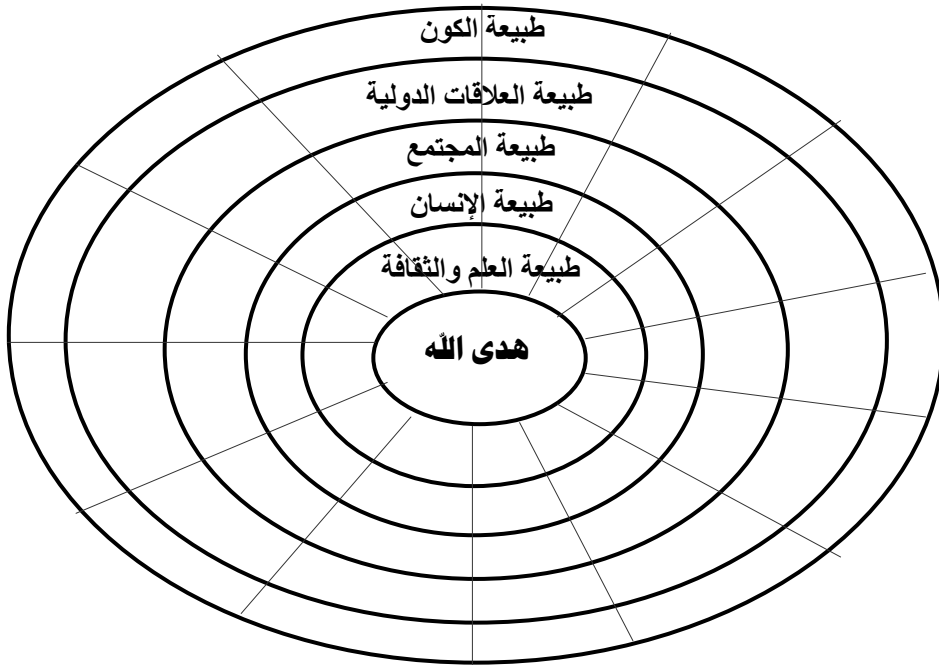 طبيعة الكون
طبيعة العلاقات الدولية
طبيعة المجتمع
طبيعة الإنسان
طبيعة العلم والثقافة
هدى الله